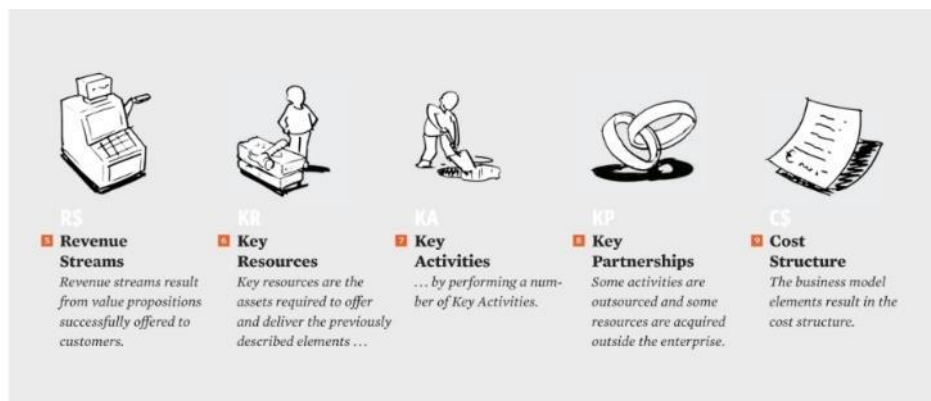 R$
5 Revenue
Streams
Revenue streams result
from value propositions
successfully offered to
customers.
KR
6 Key
Resources
Key resources are the
assets required to offer
and deliver the previously
described elements ...
KA
7 Key
Activities
... by performing a num-
ber of Key Activities.
KP
8 Key
Partnerships
Some activities are
outsourced and some
resources are acquired
outside the enterprise.
C$
9 Cost
Structure
The business model
elements result in the
cost structure.